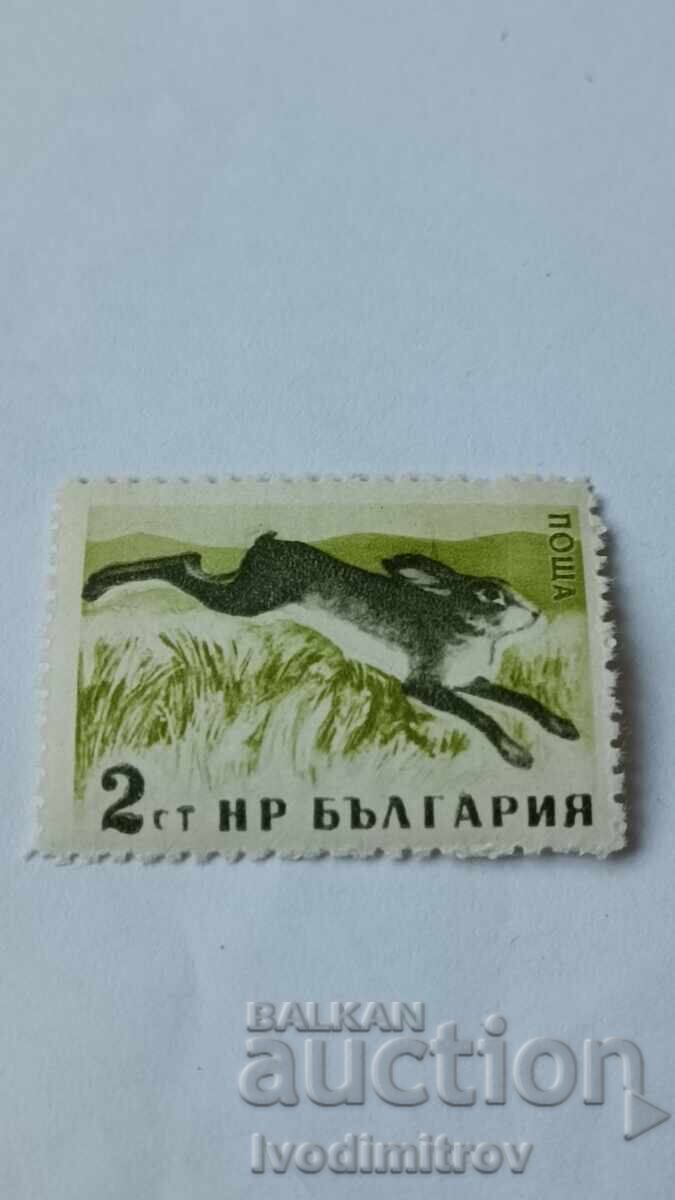 ПОЩА
2 СТ НР БЪЛГАРИЯ
BALKAN
auction
Ivodimitrov